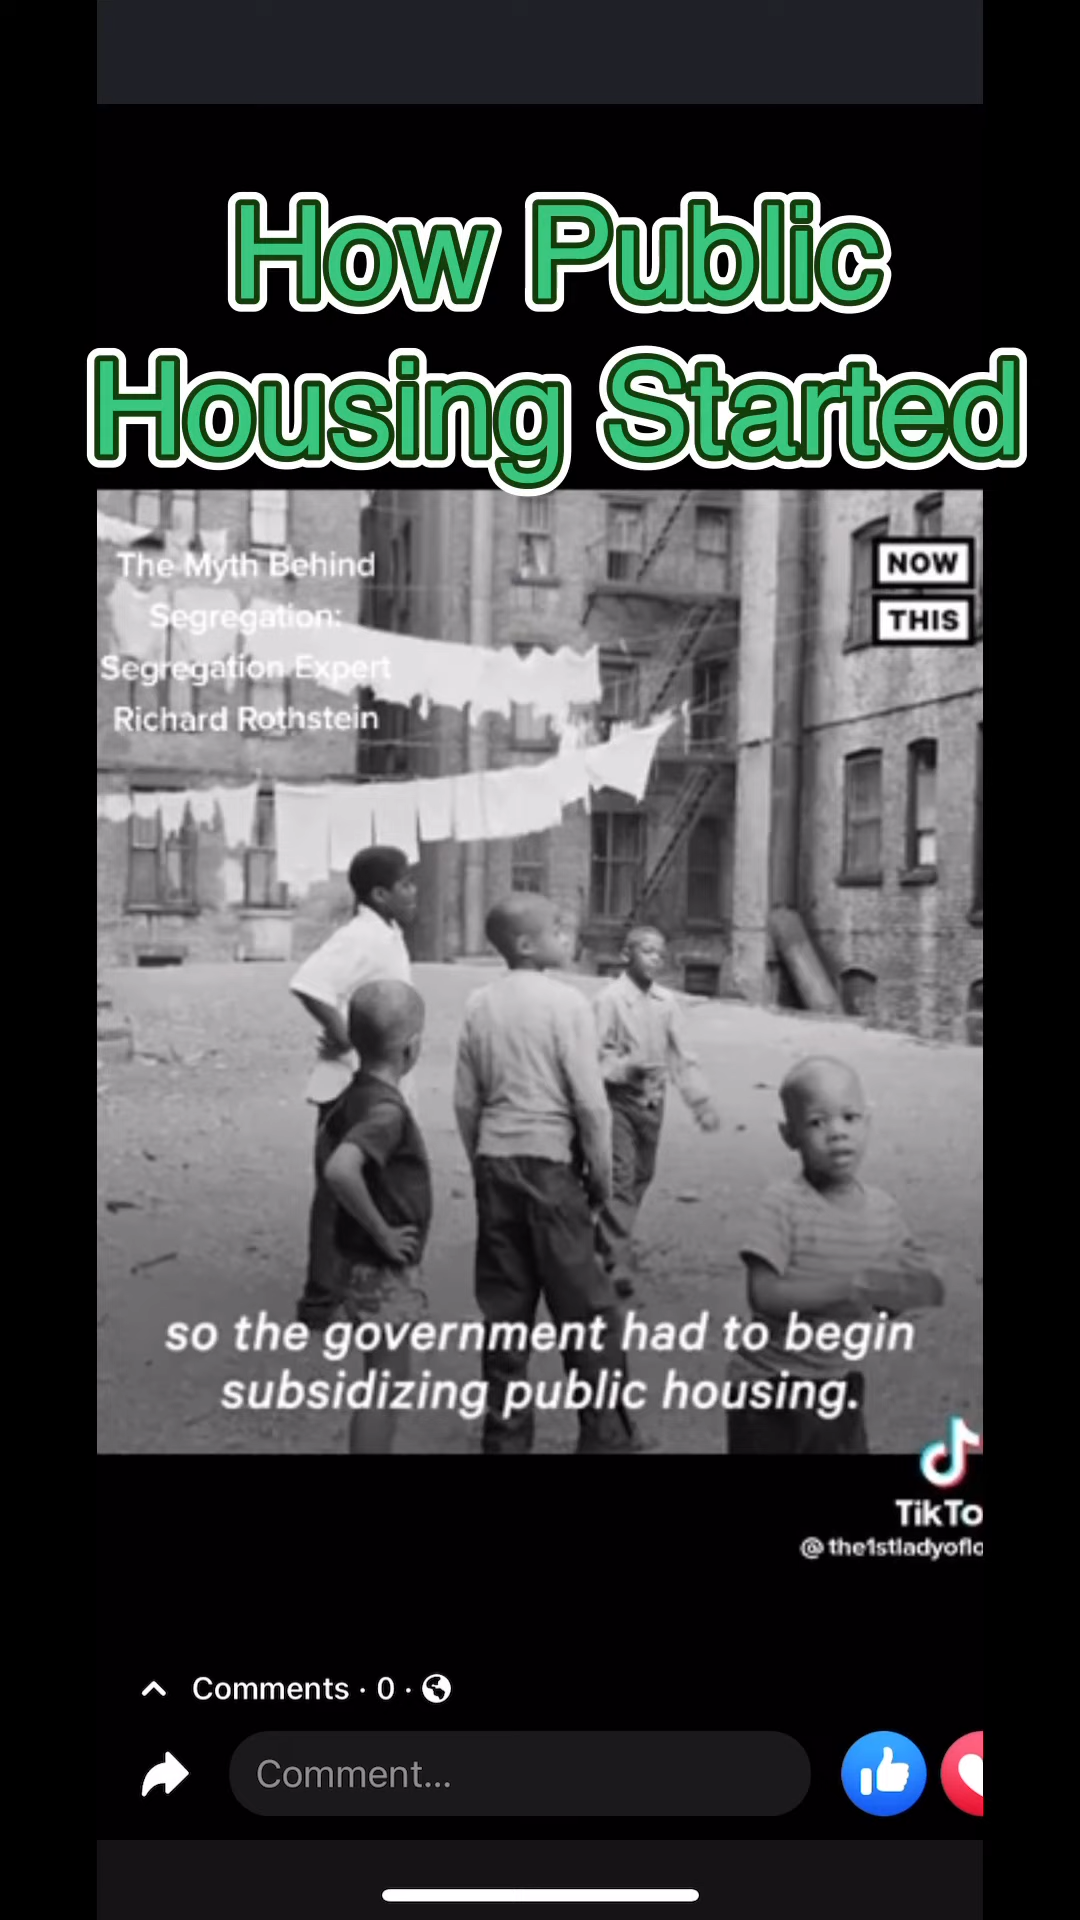 How Public
Housing Started
The Myth Behind
Segregation:
Segregation Expert
Richard Rothstein
NOW
THIS
so the government had to begin
subsidizing public housing.
TikTo
@the1stladyoflo
Comments · 0 ·
Comment...